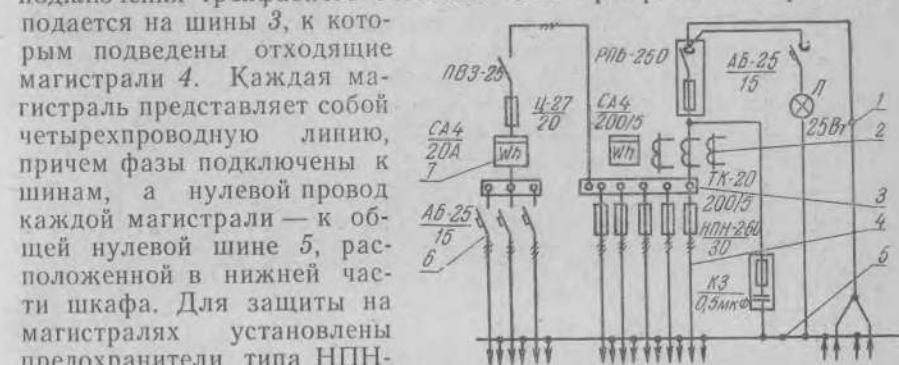 подается на шины 3, к кото-
рым подведены отходящие
магистрали 4. Каждая ма-
гистраль представляет собой
четырехпроводную линию,
причем фазы подключены к
шинам, а нулевой провод
каждой магистрали — к об-
щей нулевой шине 5, рас-
положенной в нижней час-
ти шкафа. Для защиты на
магистралях установлены
предохранители типа НПН-
ПВЗ-25
Ц-27
20
СА4
20А
Wh
7
АБ-25
15
6
СА4
200/5
Wh
РПБ-250
АБ-25
15
Л
25Вт
ТК-20
200/5
НПН-260
30
КЗ
0,5мкФ
1
2
3
4
5